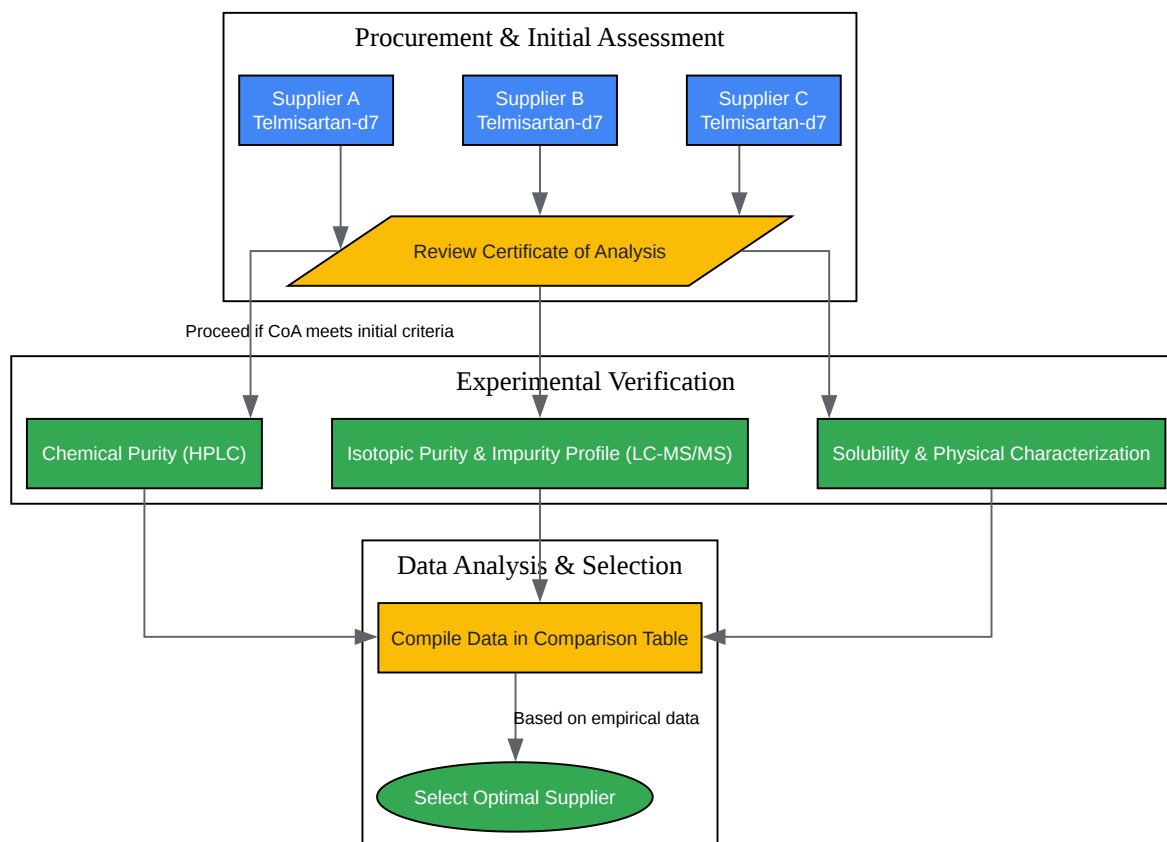 Procurement & Initial Assessment
Supplier A
Telmisartan-d7
Supplier B
Telmisartan-d7
Supplier C
Telmisartan-d7
Review Certificate of Analysis
Proceed if CoA meets initial criteria
Experimental Verification
Chemical Purity (HPLC)
Isotopic Purity & Impurity Profile (LC-MS/MS)
Solubility & Physical Characterization
Data Analysis & Selection
Compile Data in Comparison Table
Based on empirical data
Select Optimal Supplier